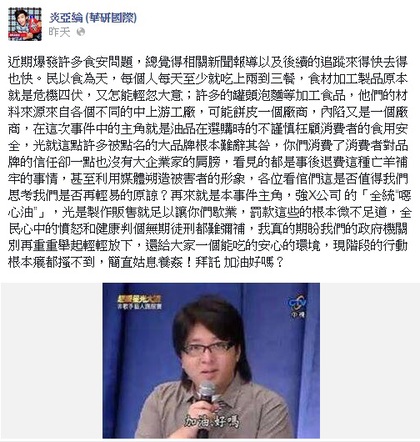 炎亞綸 (華研國際)
昨天
近期爆發許多食安問題，總覺得相關新聞報導以及後續的追蹤來得快去得
也快。民以食為天，每個人每天至少就吃上兩到三餐，食材加工製品原本
就是危機四伏，又怎能輕忽大意；許多的罐頭泡麵等加工食品，他們的材
料來源來自各個不同的中上游工廠，可能餅皮一個廠商，內餡又是一個廠
商，在這次事件中的主角就是油品在選購時的不謹慎枉顧消費者的食用安
全，光就這點許多被點名的大品牌根本難辭其咎，你們消費了消費者對品
牌的信任卻一點也沒有大企業家的肩膀，看見的都是事後退費這種亡羊補
牢的事情，甚至利用媒體塑造被害者的形象，各位看倌們這是否值得我們
思考我們是否再輕易的原諒？再來就是本事件主角，強X公司 的「全統"噁
心油"」，光是製作販售就足以讓你們歇業，罰款這些的根本微不足道，全
民心中的憤怒和健康判個無期徒刑都難彌補，我真的期盼我們的政府機關
別再重重舉起輕輕放下，還給大家一個能吃的安心的環境，現階段的行動
根本癢都搔不到，簡直姑息養奸！拜託 加油好嗎？
超級星光大道
中視
加油,好嗎